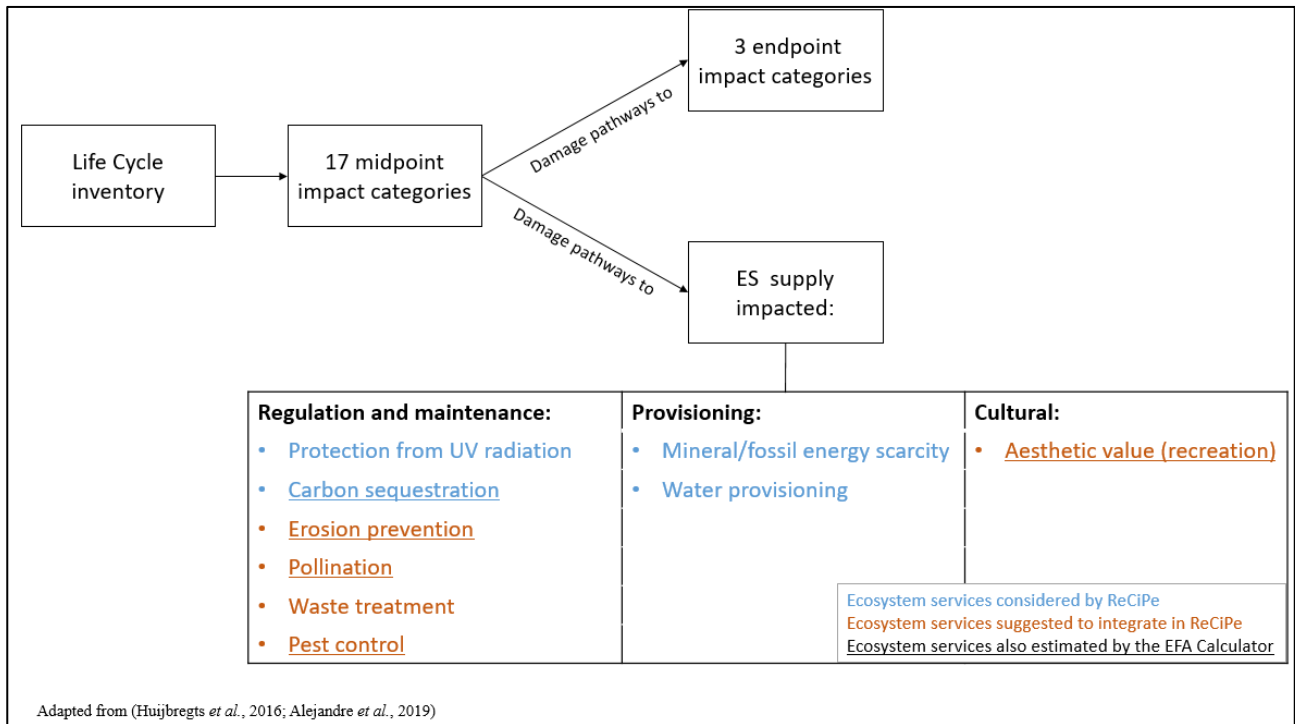 3 endpoint
impact categories
Damage pathways to
Life Cycle
inventory
17 midpoint
impact categories
Damage pathways to
ES supply
impacted:
Regulation and maintenance:
• Protection from UV radiation
• Carbon sequestration
• Erosion prevention
• Pollination
• Waste treatment
• Pest control
Provisioning:
• Mineral/fossil energy scarcity
• Water provisioning
Cultural:
• Aesthetic value (recreation)
Ecosystem services considered by ReCiPe
Ecosystem services suggested to integrate in ReCiPe
Ecosystem services also estimated by the EFA Calculator
Adapted from (Huijbregts et al., 2016; Alejandre et al., 2019)